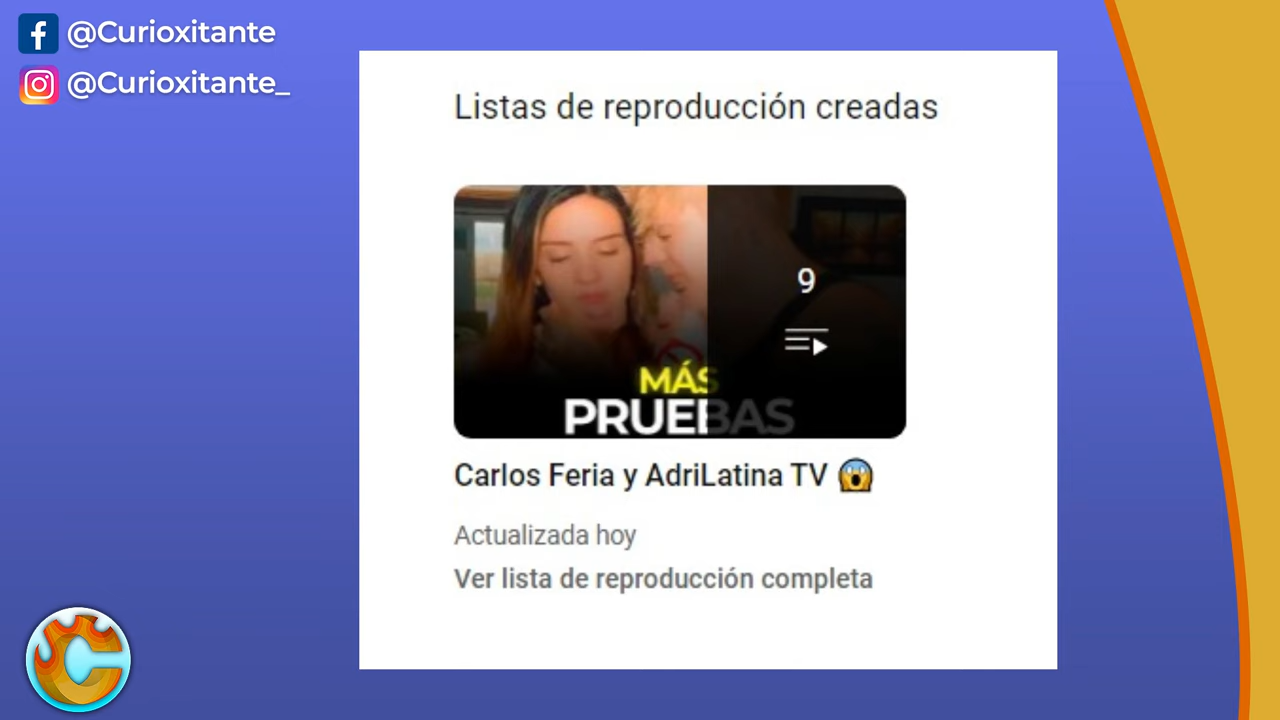 @Curioxitante
@Curioxitante_
Listas de reproducción creadas
9
MÁS
PRUEBAS
Carlos Feria y AdriLatina TV 😱
Actualizada hoy
Ver lista de reproducción completa